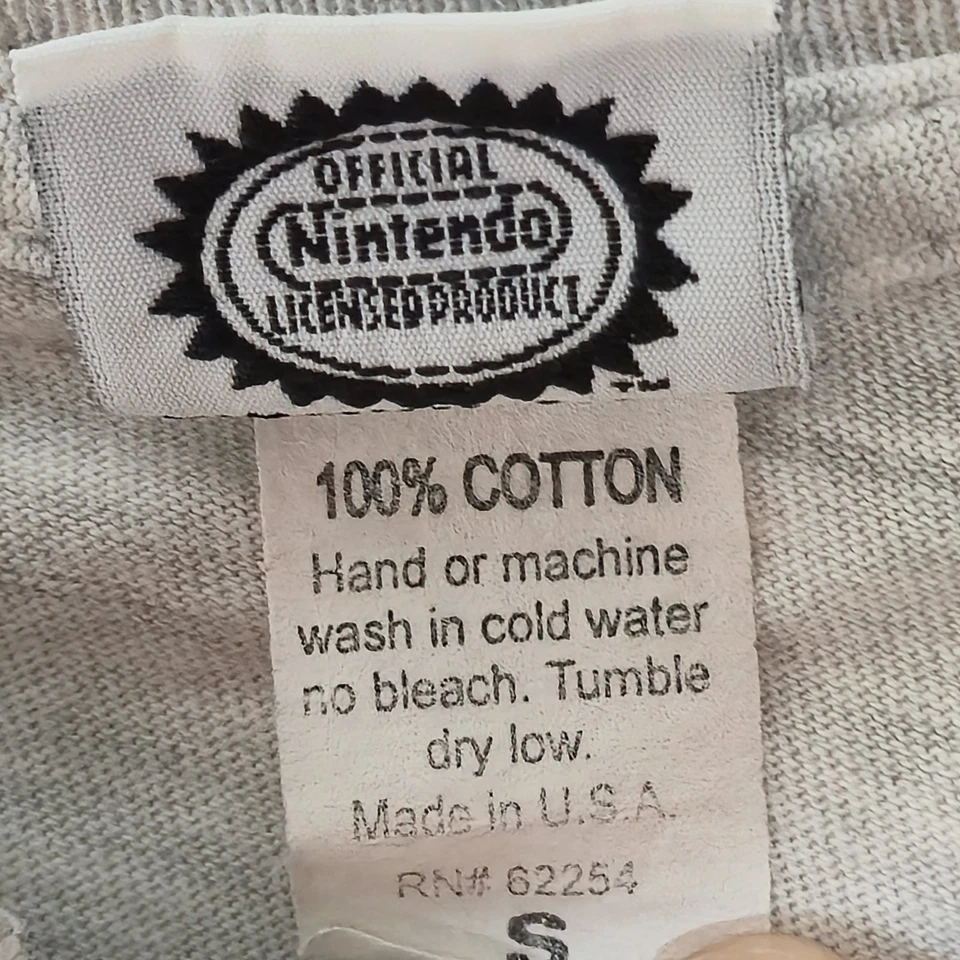 OFFICIAL
Nintendo
LICENSED PRODUCT
TM
100% COTTON
Hand or machine
wash in cold water
no bleach. Tumble
dry low.
Made in U.S.A.
RN# 62254
S